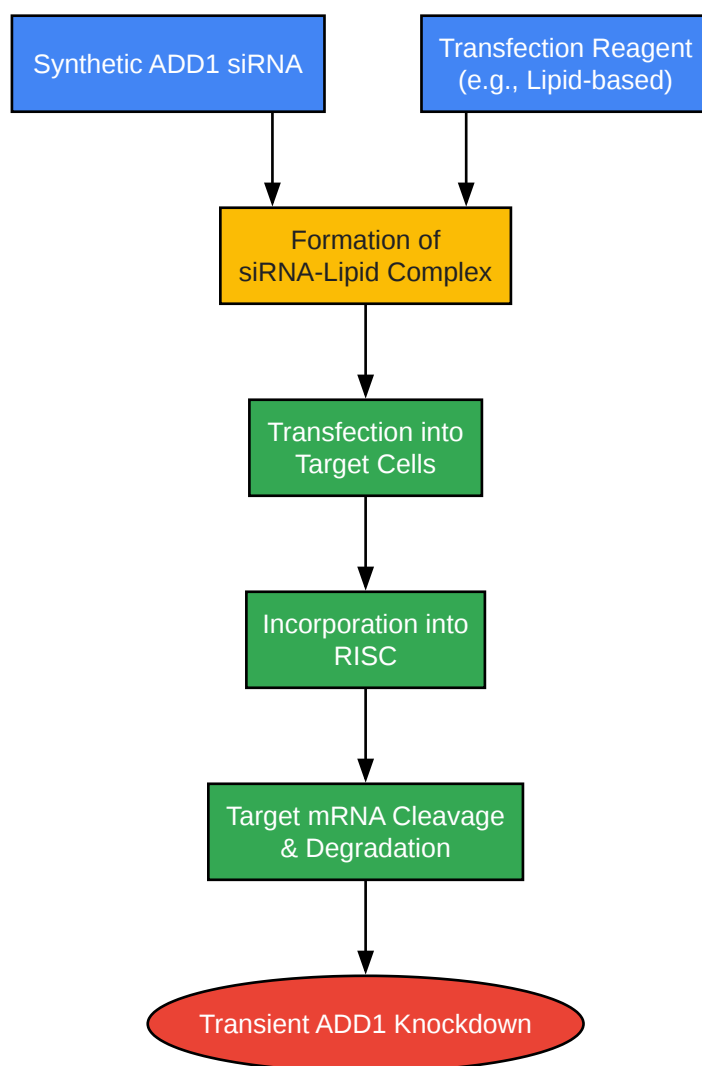 Synthetic ADD1 siRNA
Transfection Reagent
(e.g., Lipid-based)
Formation of
siRNA-Lipid Complex
Transfection into
Target Cells
Incorporation into
RISC
Target mRNA Cleavage
& Degradation
Transient ADD1 Knockdown